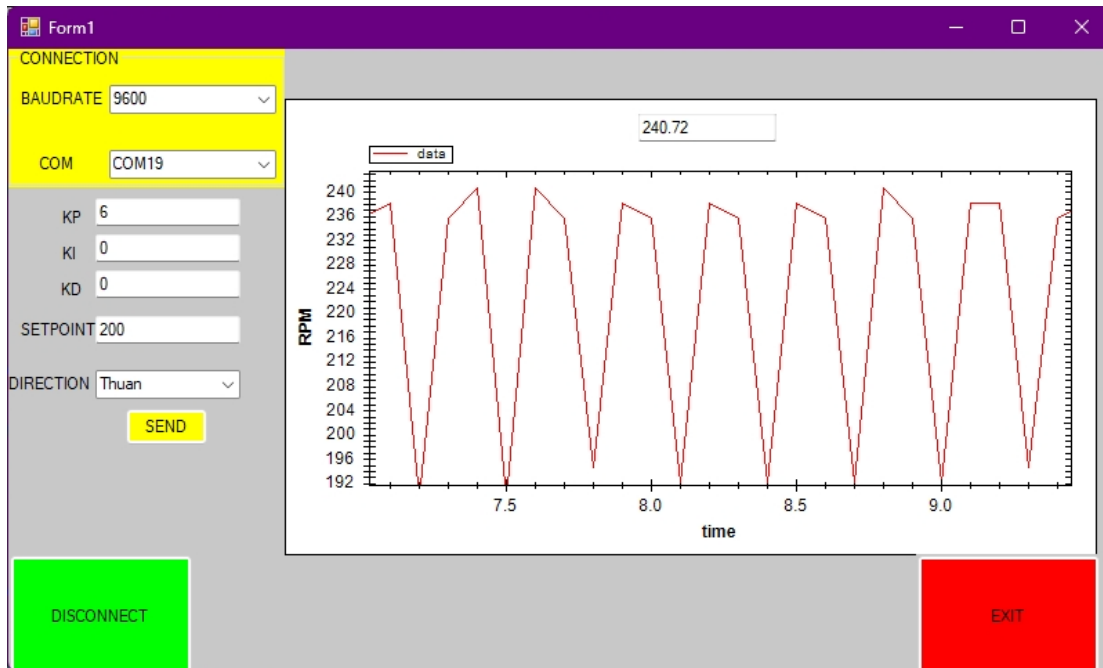 Form1
CONNECTION
BAUDRATE 9600
COM COM19
KP 6
KI 0
KD 0
SETPOINT 200
DIRECTION Thuan
SEND
DISCONNECT
240.72
data
240
236
232
228
224
220
216
212
208
204
200
196
192
RPM
7.5 8.0 8.5 9.0
time
EXIT